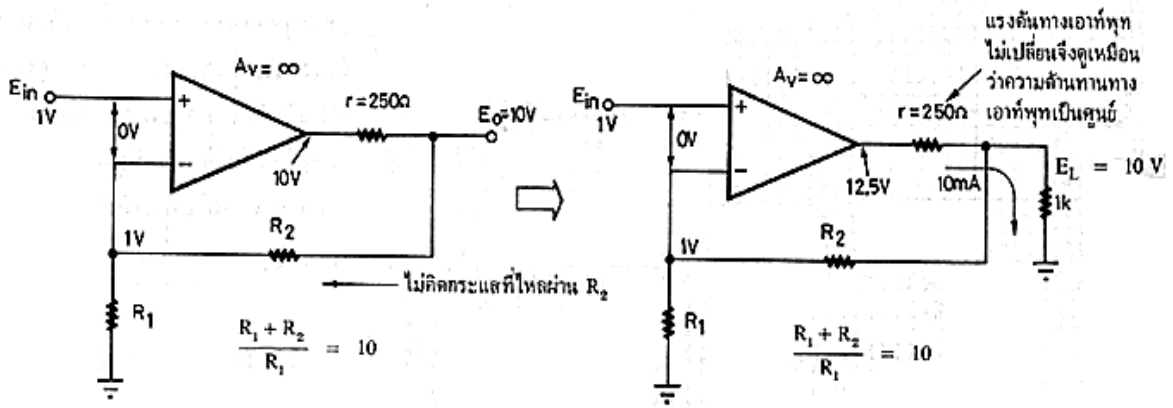 แรงดันทางเอาท์พุท
ไม่เปลี่ยนจึงดูเหมือน
ว่าความต้านทานทาง
เอาท์พุทเป็นศูนย์
Av = ∞
Ein
1V
+
−
0V
r = 250Ω
Eo = 10V
10V
1V
R2
R1
ไม่คิดกระแสที่ไหลผ่าน R2
(R1 + R2) / R1 = 10
Av = ∞
Ein
1V
+
−
0V
r = 250Ω
12.5V
10mA
EL = 10 V
1k
1V
R2
R1
(R1 + R2) / R1 = 10